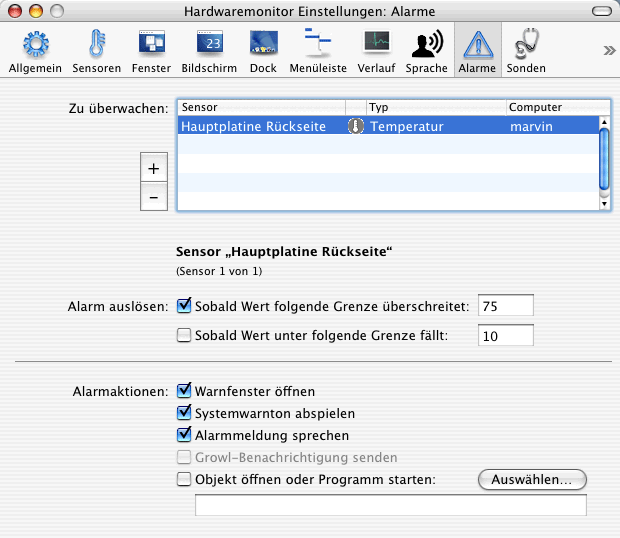 Hardwaremonitor Einstellungen: Alarme
Allgemein Sensoren Fenster Bildschirm Dock Menüleiste Verlauf Sprache Alarme Sonden
23
Zu überwachen:
Sensor Typ Computer
Hauptplatine Rückseite Temperatur marvin
+
–
Sensor „Hauptplatine Rückseite“
(Sensor 1 von 1)
Alarm auslösen: Sobald Wert folgende Grenze überschreitet: 75
Sobald Wert unter folgende Grenze fällt: 10
Alarmaktionen: Warnfenster öffnen
Systemwarnton abspielen
Alarmmeldung sprechen
Growl-Benachrichtigung senden
Objekt öffnen oder Programm starten: Auswählen...